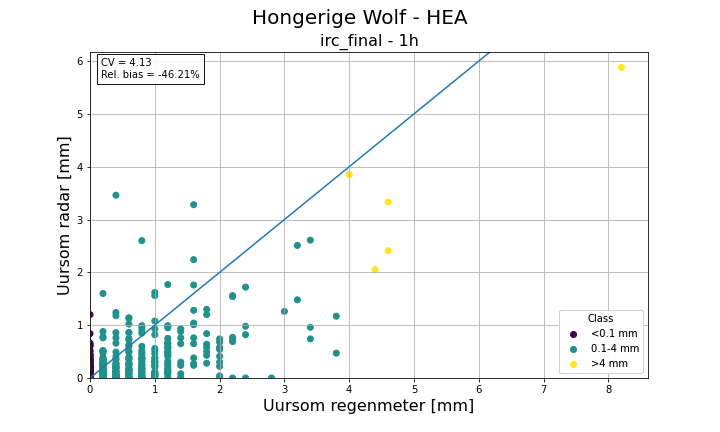 Hongerige Wolf - HEA
irc_final - 1h
CV = 4.13
Rel. bias = -46.21%
6
5
4
3
2
1
0
Uursom radar [mm]
Class
<0.1 mm
0.1-4 mm
>4 mm
0 1 2 3 4 5 6 7 8
Uursom regenmeter [mm]